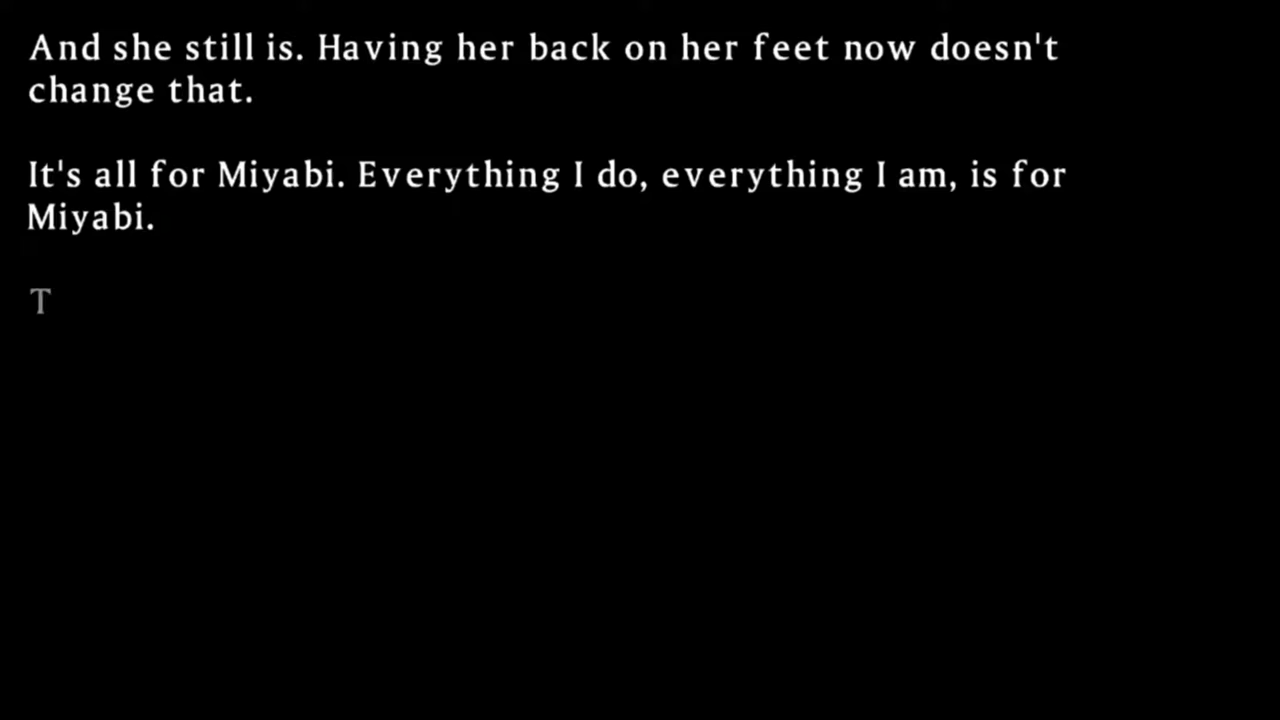 And she still is. Having her back on her feet now doesn't
change that.
It's all for Miyabi. Everything I do, everything I am, is for
Miyabi.
T